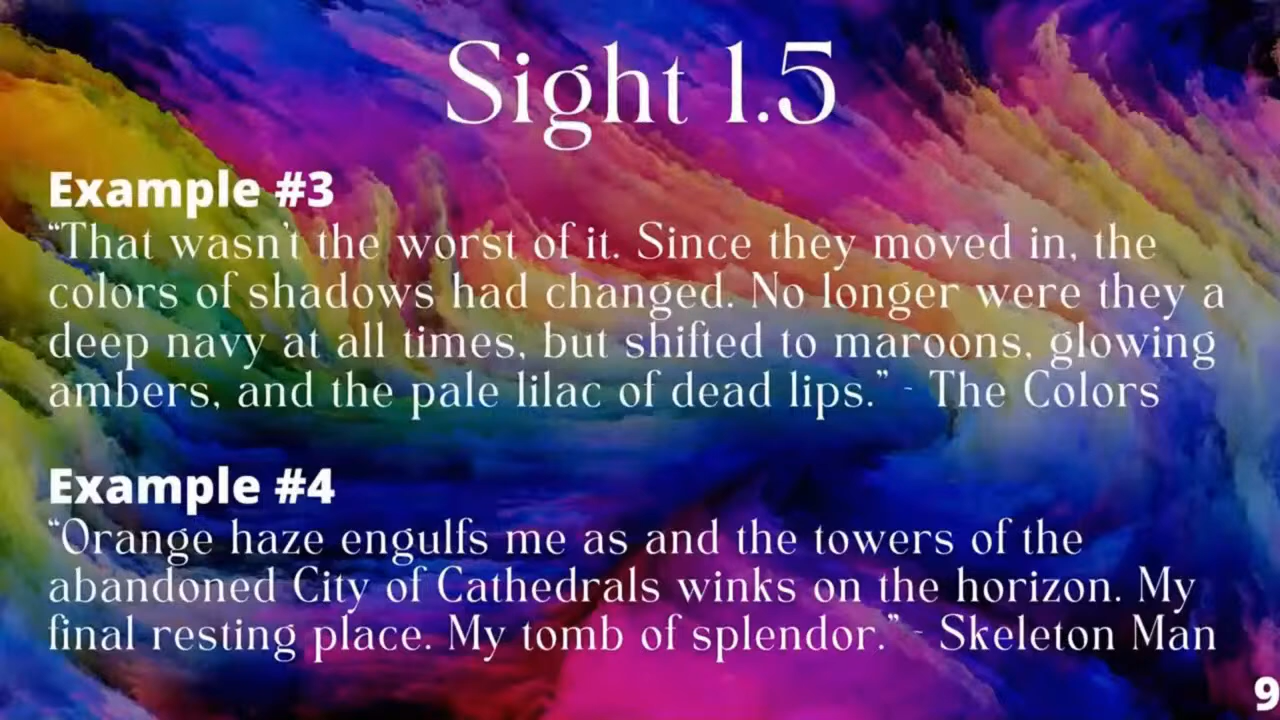 Sight 1.5
Example #3
“That wasn't the worst of it. Since they moved in, the
colors of shadows had changed. No longer were they a
deep navy at all times, but shifted to maroons, glowing
ambers, and the pale lilac of dead lips.” - The Colors
Example #4
“Orange haze engulfs me as and the towers of the
abandoned City of Cathedrals winks on the horizon. My
final resting place. My tomb of splendor.” - Skeleton Man
9